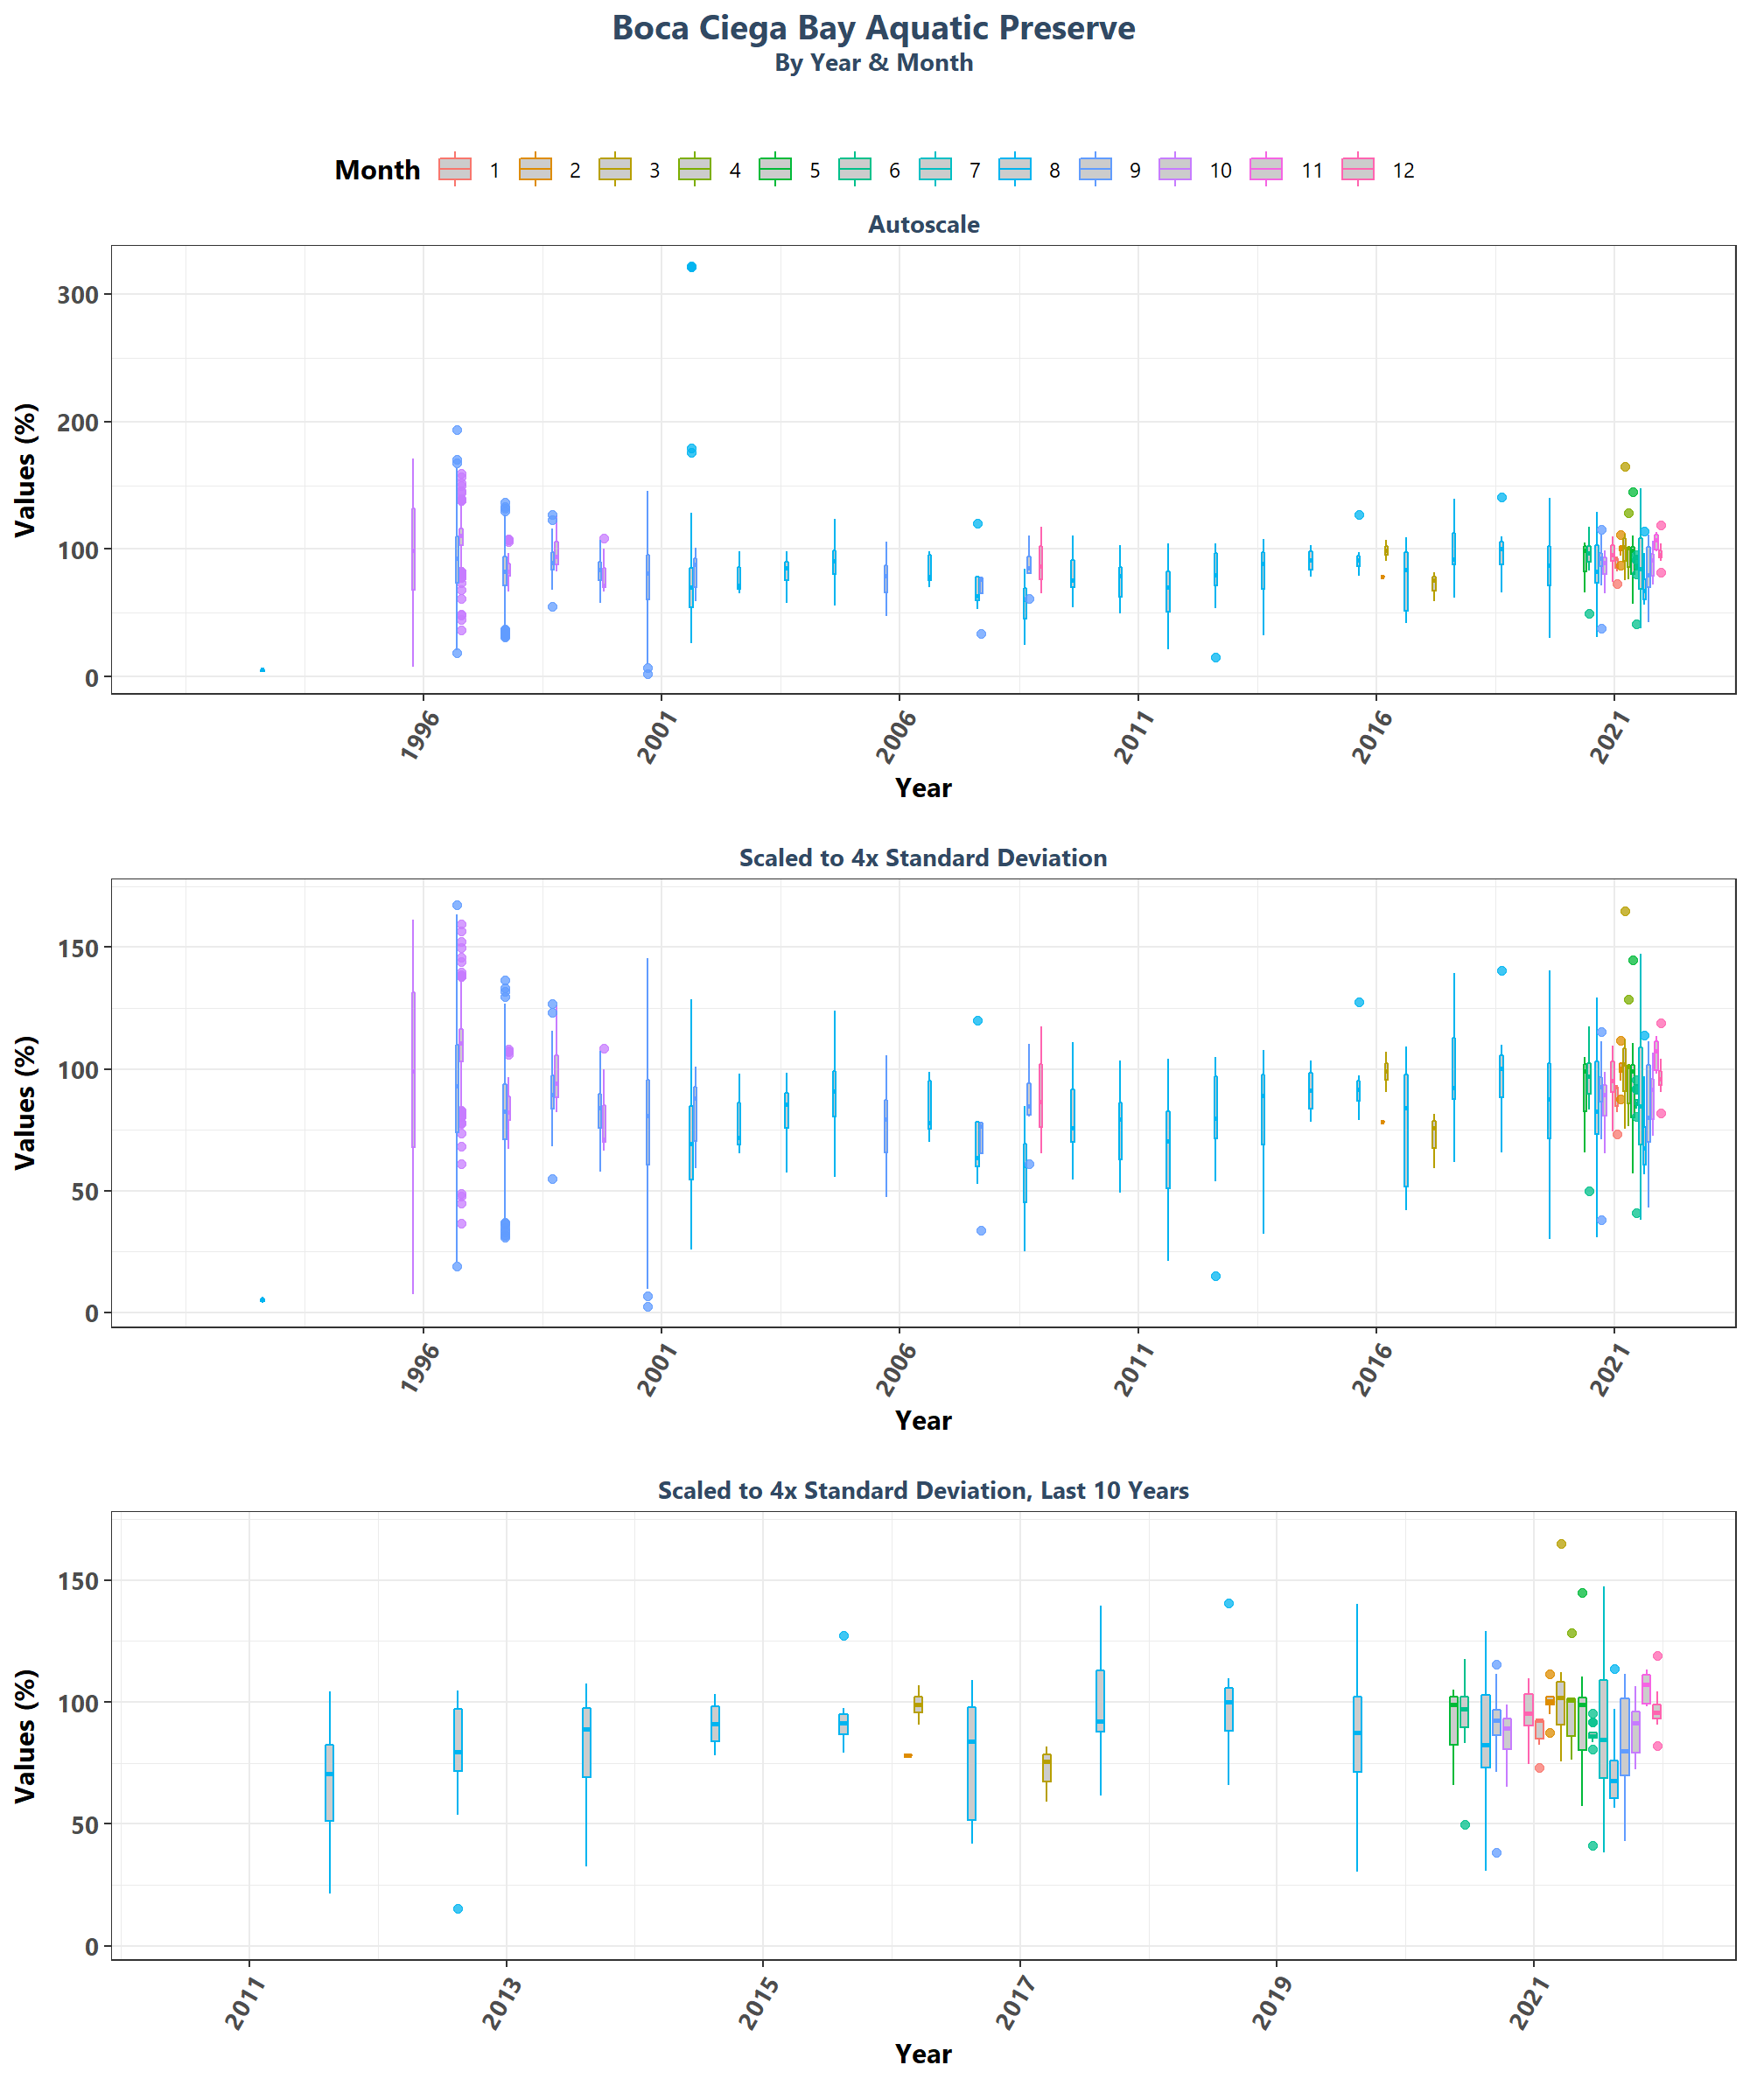 Boca Ciega Bay Aquatic Preserve
By Year & Month
Month 1 2 3 4 5 6 7 8 9 10 11 12
Autoscale
Values (%)
300
200
100
0
1996 2001 2006 2011 2016 2021
Year
Scaled to 4x Standard Deviation
Values (%)
150
100
50
0
1996 2001 2006 2011 2016 2021
Year
Scaled to 4x Standard Deviation, Last 10 Years
Values (%)
150
100
50
0
2011 2013 2015 2017 2019 2021
Year